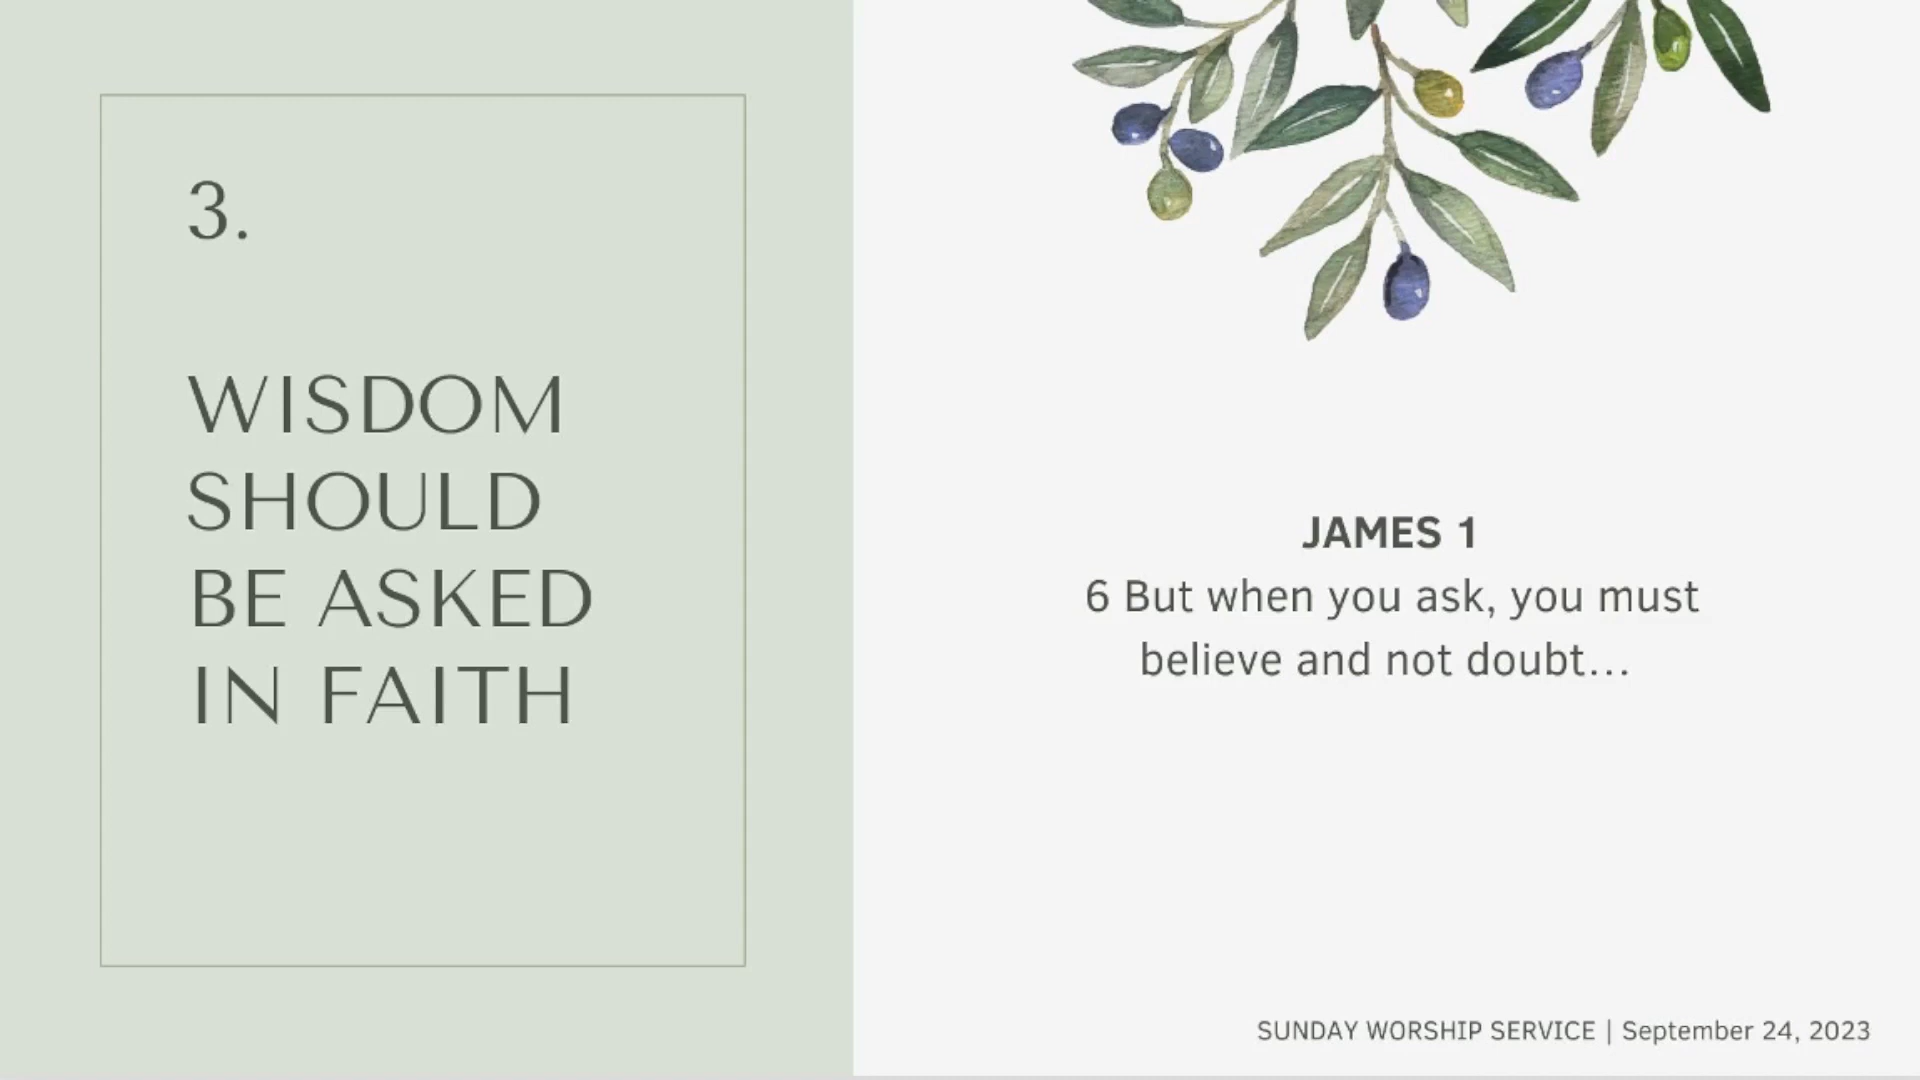 3.
WISDOM
SHOULD
BE ASKED
IN FAITH
JAMES 1
6 But when you ask, you must
believe and not doubt...
SUNDAY WORSHIP SERVICE | September 24, 2023